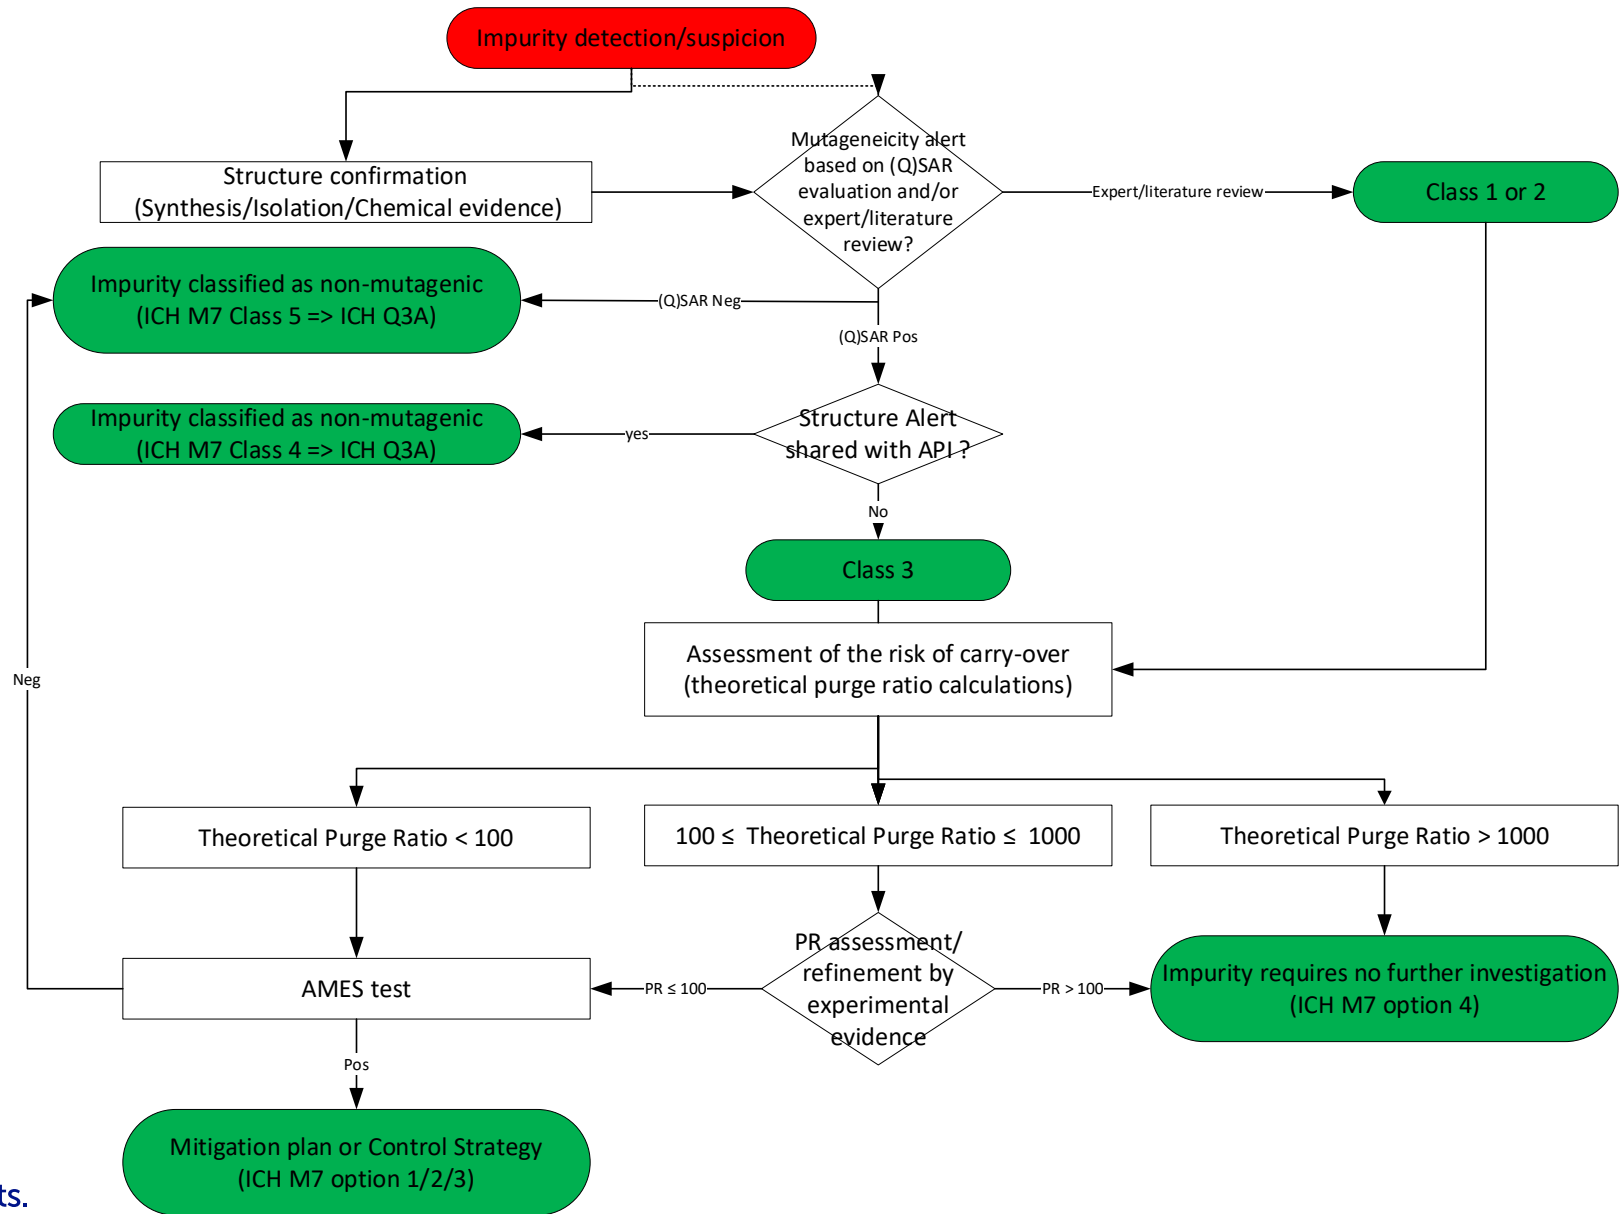 Impurity detection/suspicion
Mutageneicity alert
based on (Q)SAR
evaluation and/or
expert/literature
review?
Structure confirmation
(Synthesis/Isolation/Chemical evidence)
Expert/literature review
Class 1 or 2
Impurity classified as non-mutagenic
(ICH M7 Class 5 => ICH Q3A)
(Q)SAR Neg
(Q)SAR Pos
Impurity classified as non-mutagenic
(ICH M7 Class 4 => ICH Q3A)
yes
Structure Alert
shared with API ?
No
Class 3
Assessment of the risk of carry-over
(theoretical purge ratio calculations)
Neg
Theoretical Purge Ratio < 100
100 ≤ Theoretical Purge Ratio ≤ 1000
Theoretical Purge Ratio > 1000
AMES test
PR ≤ 100
PR assessment/
refinement by
experimental
evidence
PR > 100
Impurity requires no further investigation
(ICH M7 option 4)
Pos
Mitigation plan or Control Strategy
(ICH M7 option 1/2/3)
ts.